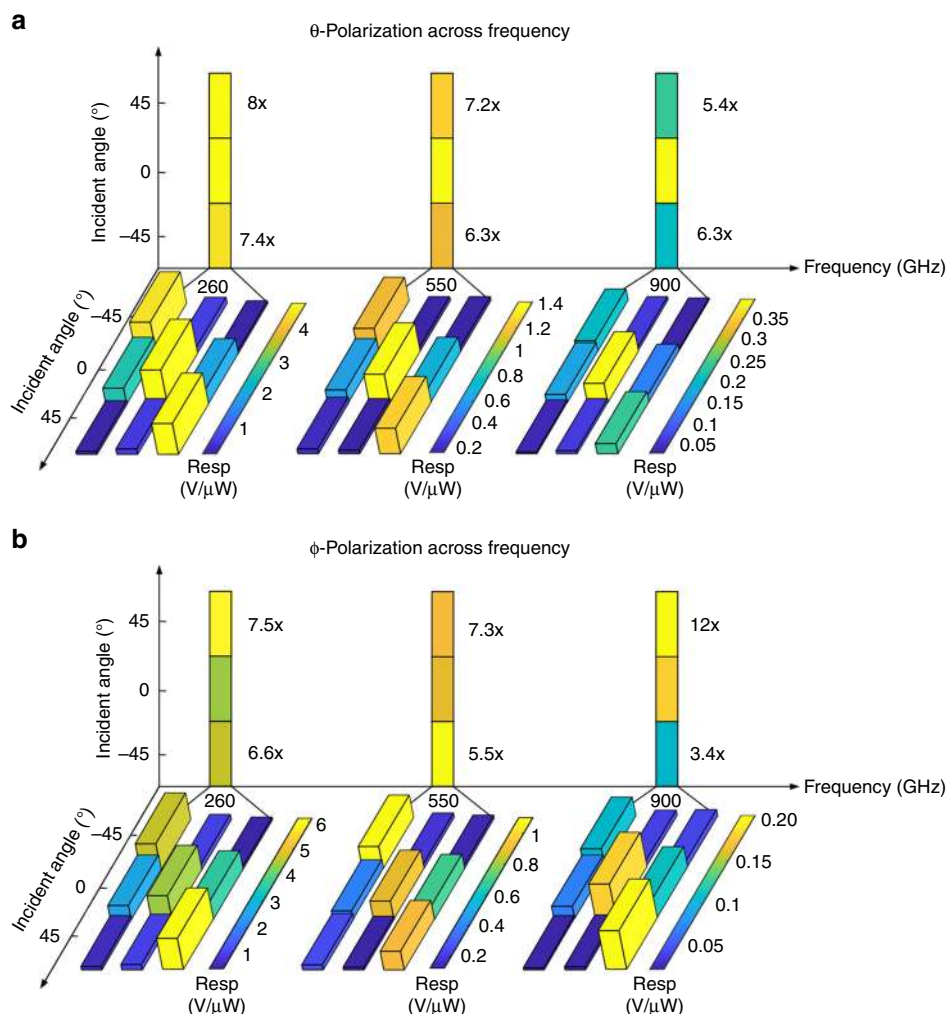 a
θ-Polarization across frequency
Incident angle (°)
45
0
−45
8x
7.4x
7.2x
6.3x
5.4x
6.3x
Frequency (GHz)
260
550
900
Incident angle (°)
−45
0
45
4
3
2
1
Resp
(V/μW)
1.4
1.2
1
0.8
0.6
0.4
0.2
Resp
(V/μW)
0.35
0.3
0.25
0.2
0.15
0.1
0.05
Resp
(V/μW)
b
ϕ-Polarization across frequency
Incident angle (°)
45
0
−45
7.5x
6.6x
7.3x
5.5x
12x
3.4x
Frequency (GHz)
260
550
900
Incident angle (°)
−45
0
45
6
5
4
3
2
1
Resp
(V/μW)
1
0.8
0.6
0.4
0.2
Resp
(V/μW)
0.20
0.15
0.1
0.05
Resp
(V/μW)